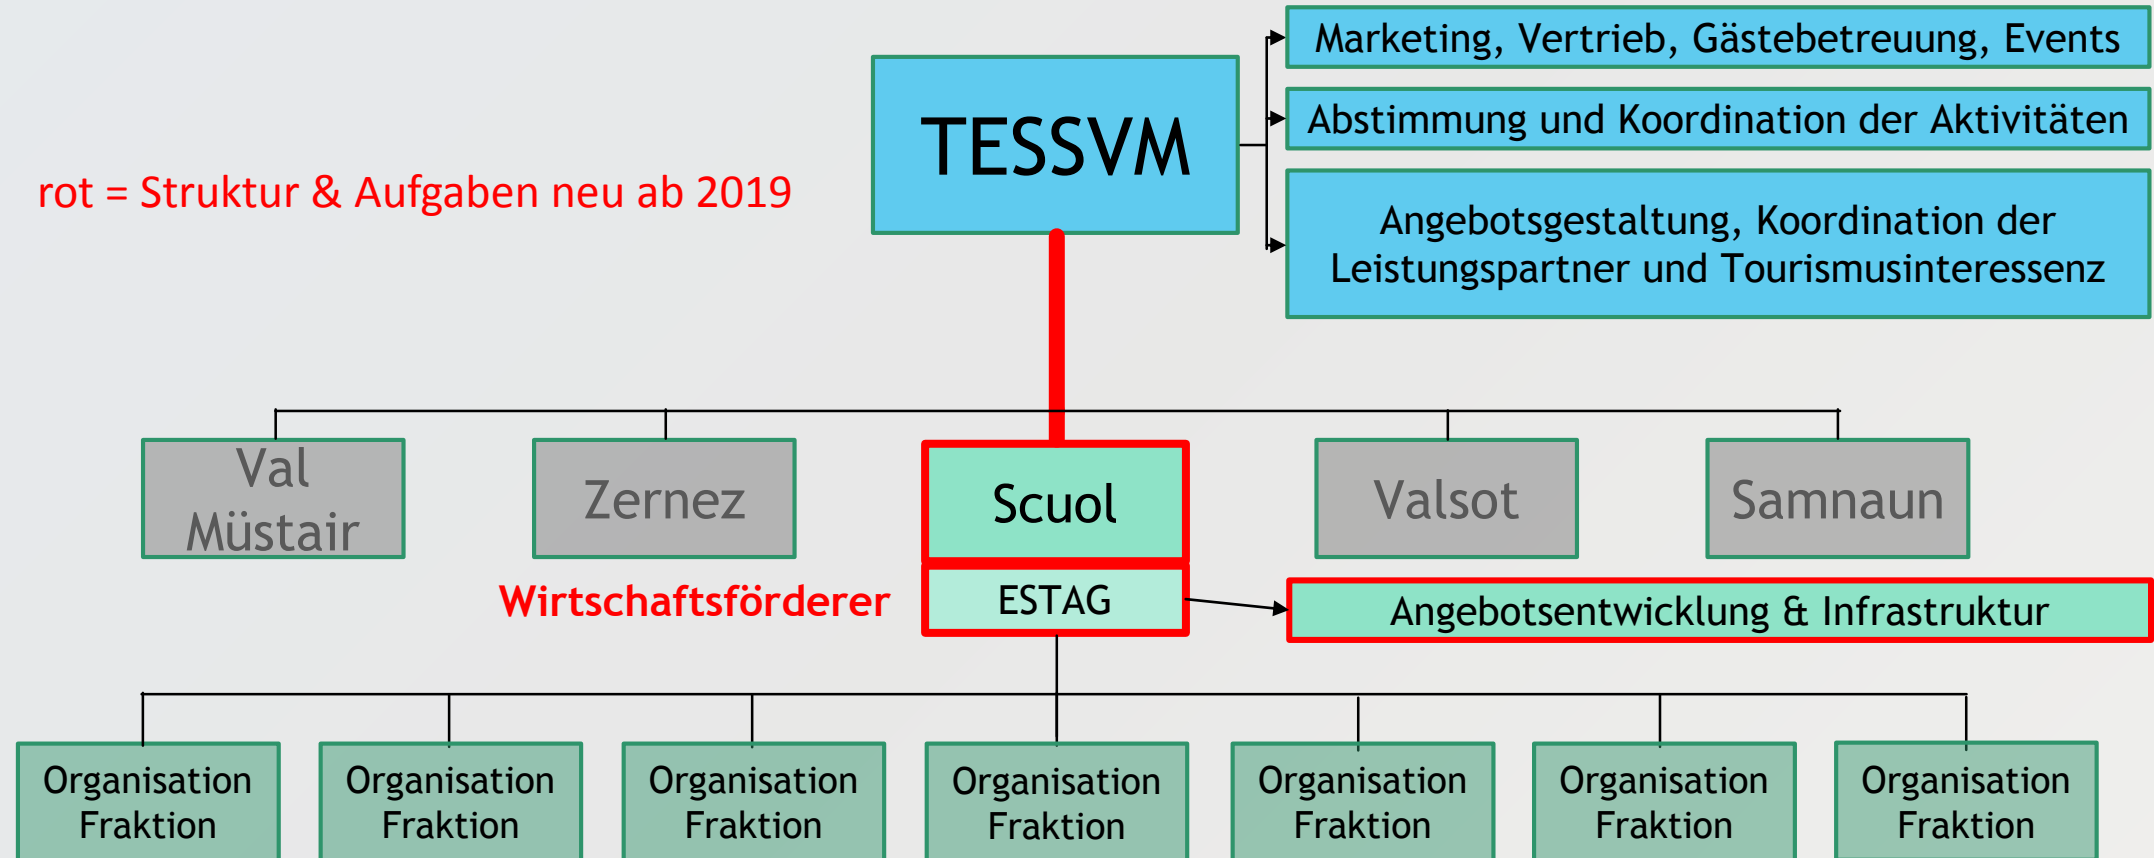 Marketing, Vertrieb, Gästebetreuung, Events
TESSVM
Abstimmung und Koordination der Aktivitäten
rot = Struktur & Aufgaben neu ab 2019
Angebotsgestaltung, Koordination der
Leistungspartner und Tourismusinteressenz
Val
Müstair
Zernez
Scuol
Valsot
Samnaun
Wirtschaftsförderer
ESTAG
Angebotsentwicklung & Infrastruktur
Organisation
Fraktion
Organisation
Fraktion
Organisation
Fraktion
Organisation
Fraktion
Organisation
Fraktion
Organisation
Fraktion
Organisation
Fraktion